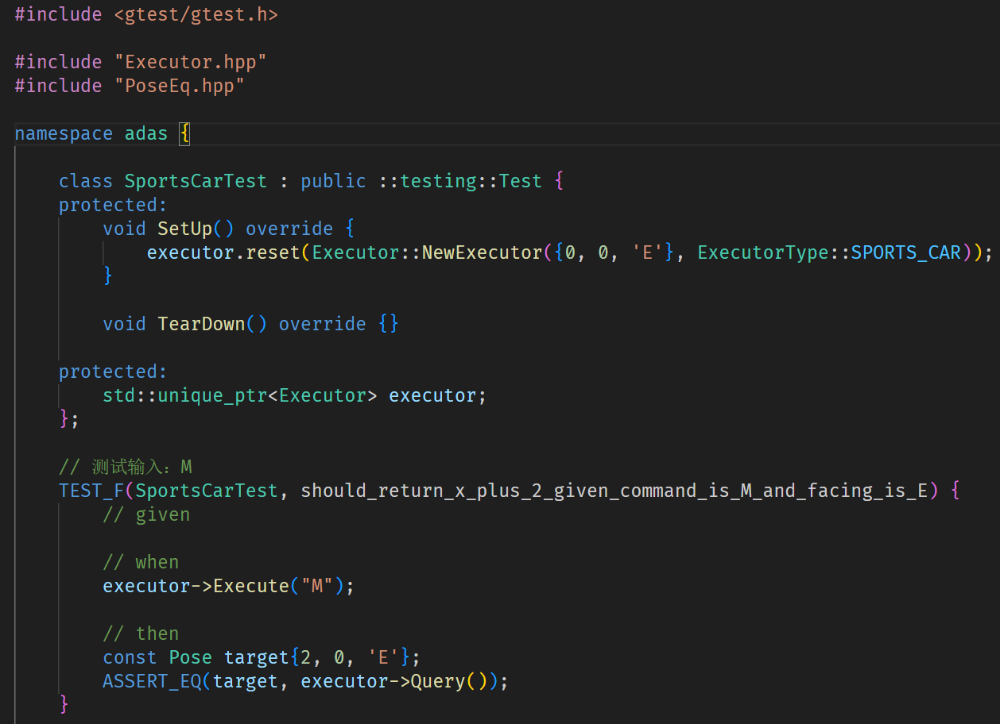 #include <gtest/gtest.h>
#include "Executor.hpp"
#include "PoseEq.hpp"
namespace adas {
class SportsCarTest : public ::testing::Test {
protected:
void SetUp() override {
executor.reset(Executor::NewExecutor({0, 0, 'E'}, ExecutorType::SPORTS_CAR));
}
void TearDown() override {}
protected:
std::unique_ptr<Executor> executor;
};
// 测试输入：M
TEST_F(SportsCarTest, should_return_x_plus_2_given_command_is_M_and_facing_is_E) {
// given
// when
executor->Execute("M");
// then
const Pose target{2, 0, 'E'};
ASSERT_EQ(target, executor->Query());
}